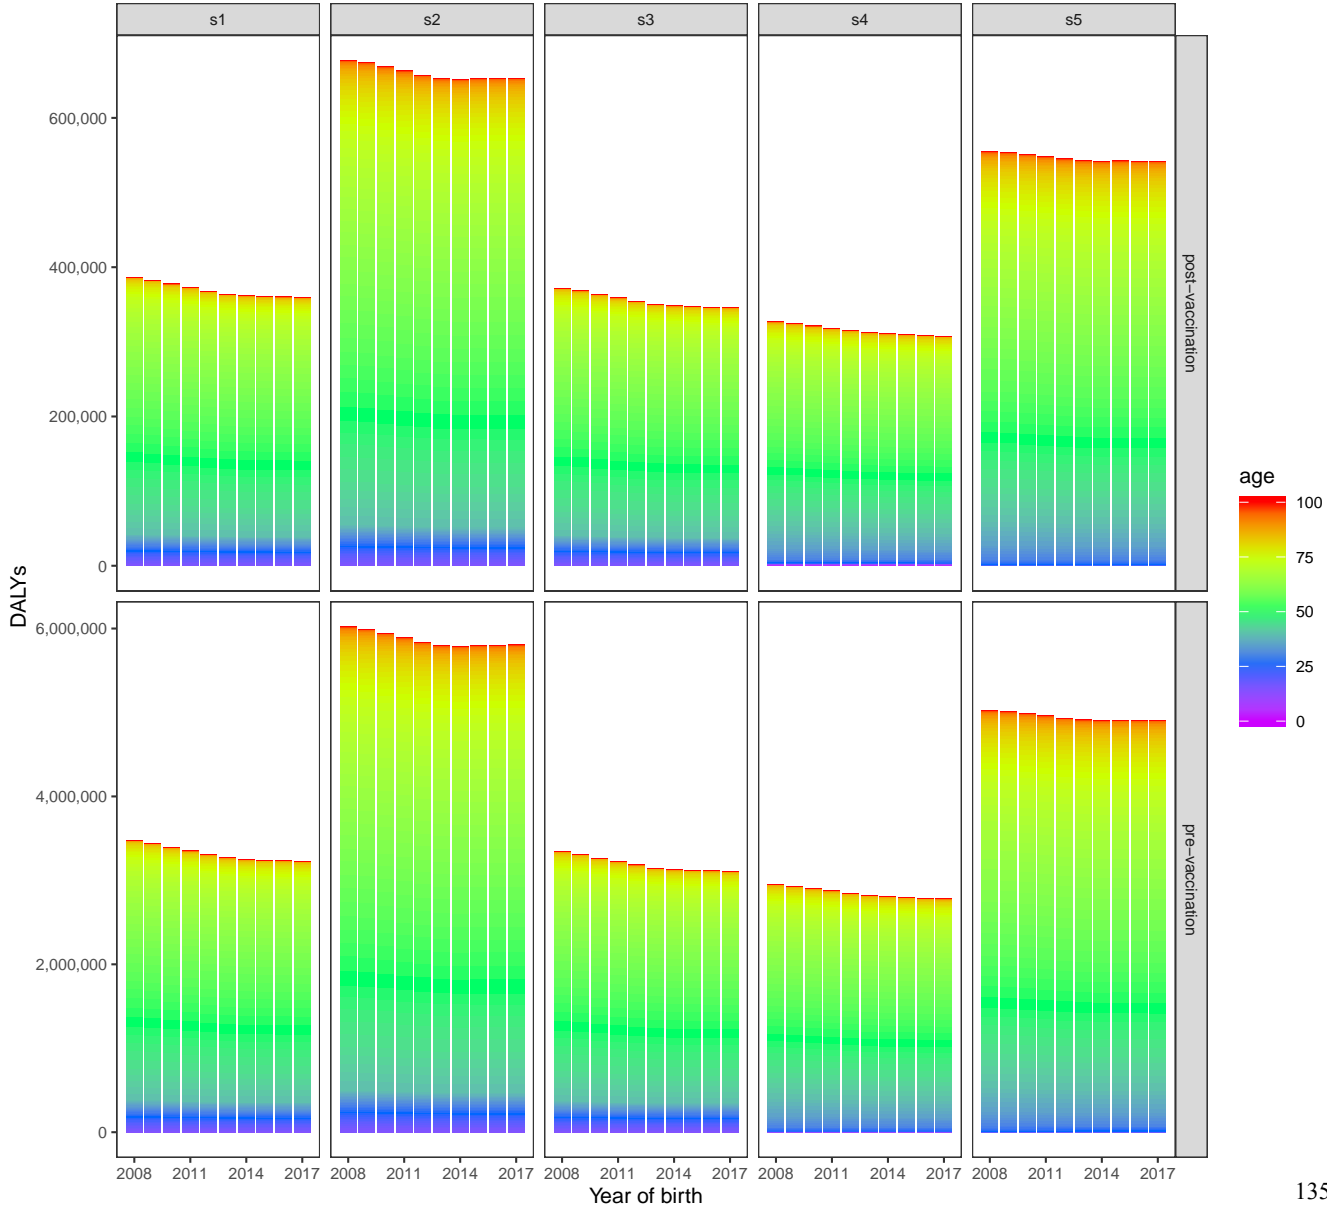 s1 s2 s3 s4 s5
600,000
400,000
200,000
0
post−vaccination
6,000,000
4,000,000
2,000,000
0
pre−vaccination
DALYs
2008 2011 2014 2017 2008 2011 2014 2017 2008 2011 2014 2017 2008 2011 2014 2017 2008 2011 2014 2017
Year of birth
age
100
75
50
25
0
135